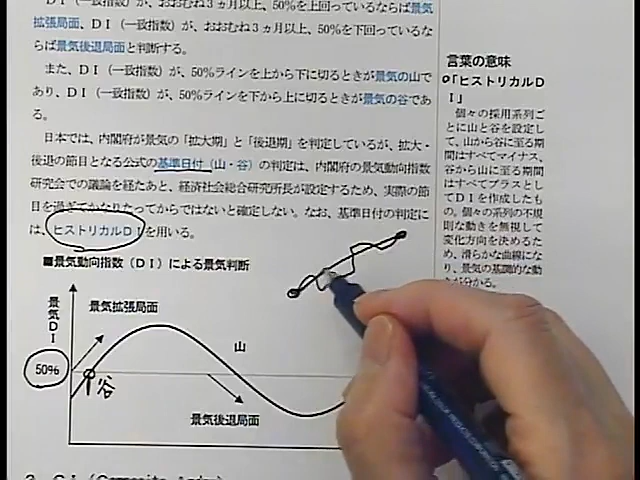 ＤＩ（一致指数）が、おおむね３ヵ月以上、50％を上回っているならば景気
拡張局面、ＤＩ（一致指数）が、おおむね３ヵ月以上、50％を下回っているな
らば景気後退局面と判断する。
また、ＤＩ（一致指数）が、50％ラインを上から下に切るときが景気の山で
あり、ＤＩ（一致指数）が、50％ラインを下から上に切るときが景気の谷であ
る。
日本では、内閣府が景気の「拡大期」と「後退期」を判定しているが、拡大・
後退の節目となる公式の基準日付（山・谷）の判定は、内閣府の景気動向指数
研究会での議論を経たあと、経済社会総合研究所長が設定するため、実際の節
目を過ぎてかなりたってからではないと確定しない。なお、基準日付の判定に
は、ヒストリカルＤＩを用いる。
言葉の意味
「ヒストリカルＤ
Ｉ」
個々の採用系列ご
とに山と谷を設定し
て、山から谷に至る期
間はすべてマイナス、
谷から山に至る期間
はすべてプラスとし
てＤＩを作成したも
の。個々の系列の不規
則な動きを無視して
変化方向を決めるた
め、滑らかな曲線にな
り、景気の基調的な動
きが分かる。
■景気動向指数（ＤＩ）による景気判断
景気ＤＩ
景気拡張局面
山
50%
谷
景気後退局面